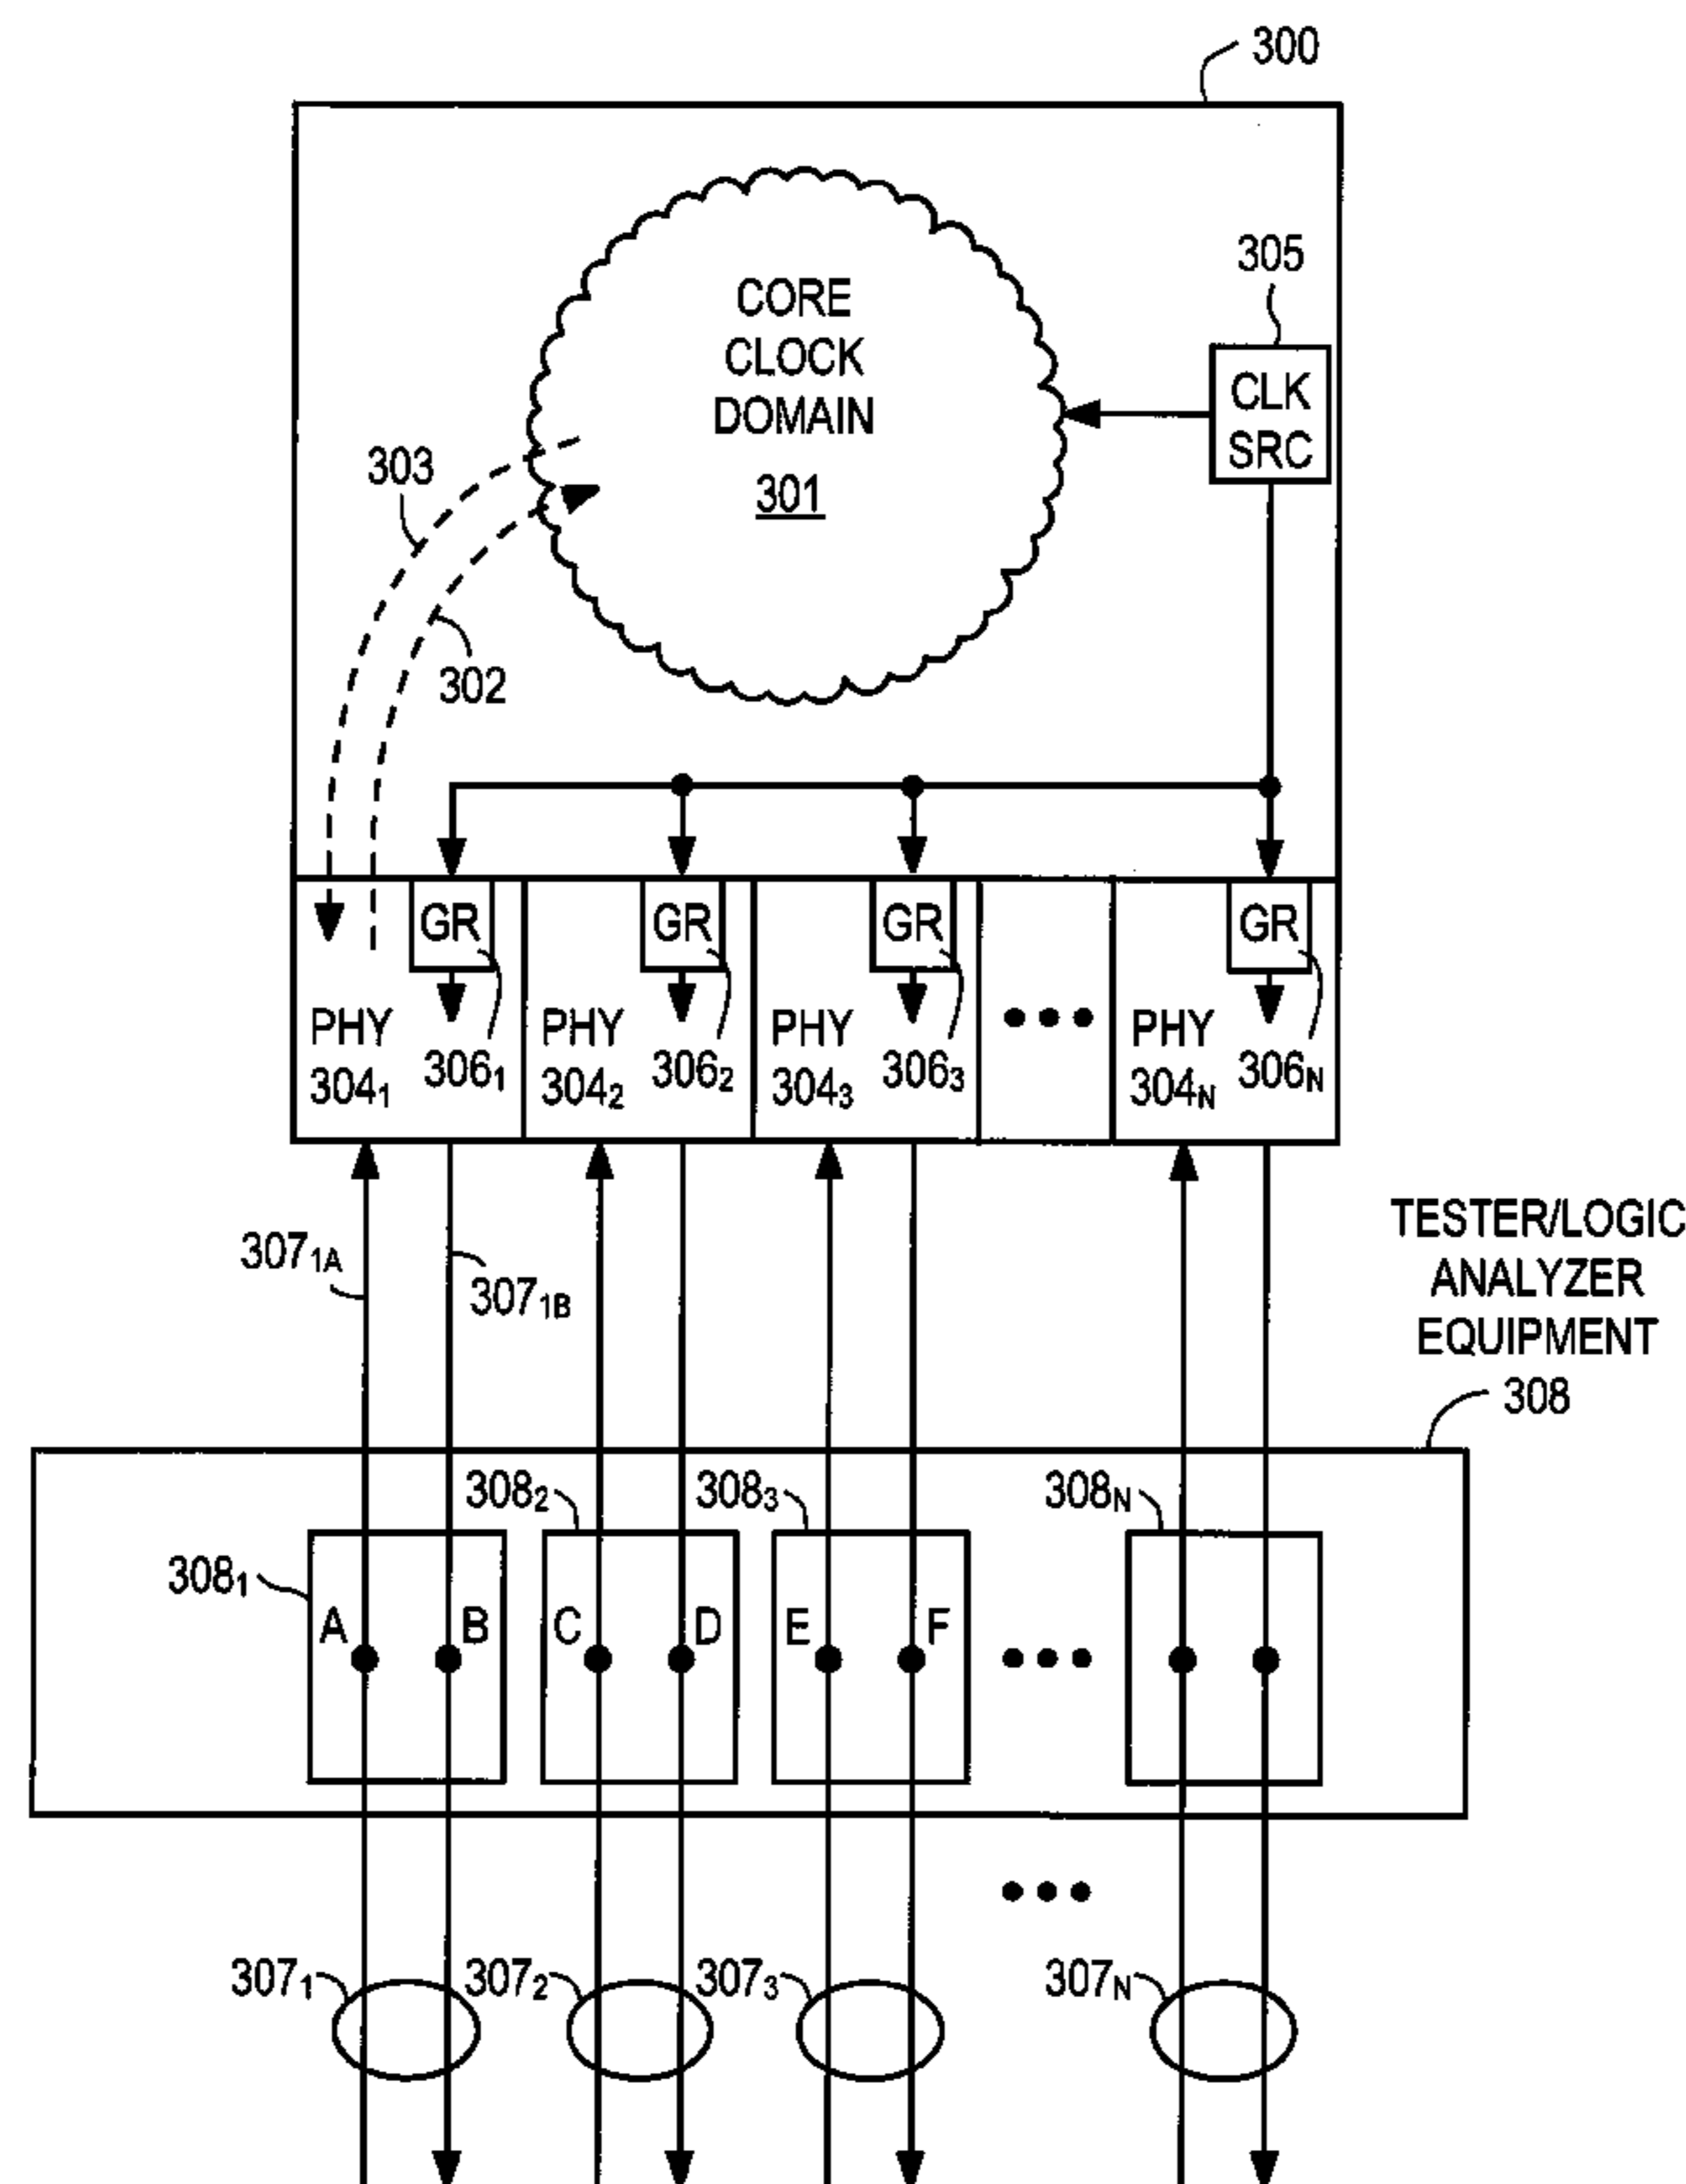 300
305
CORE
CLOCK
DOMAIN
301
CLK
SRC
303
302
GR
GR
GR
GR
PHY
304₁
306₁
PHY
304₂
306₂
PHY
304₃
306₃
•••
PHY
304N
306N
307₁A
307₁B
TESTER/LOGIC
ANALYZER
EQUIPMENT
308
308₁
308₂
308₃
308N
A
B
C
D
E
F
•••
•••
307₁
307₂
307₃
307N